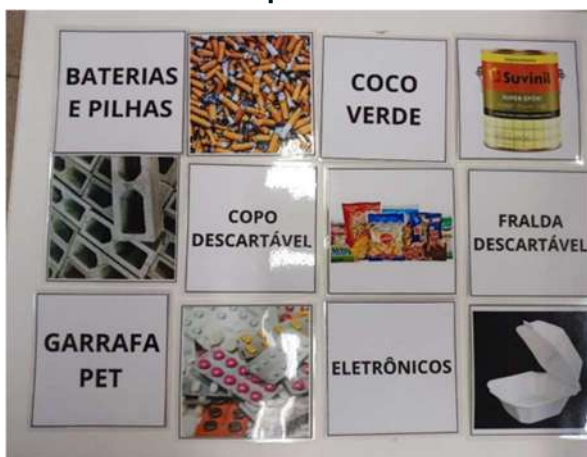 BATERIAS
E PILHAS
COCO
VERDE
Suvinil
COPO
DESCARTÁVEL
FRALDA
DESCARTÁVEL
GARRAFA
PET
ELETRÔNICOS